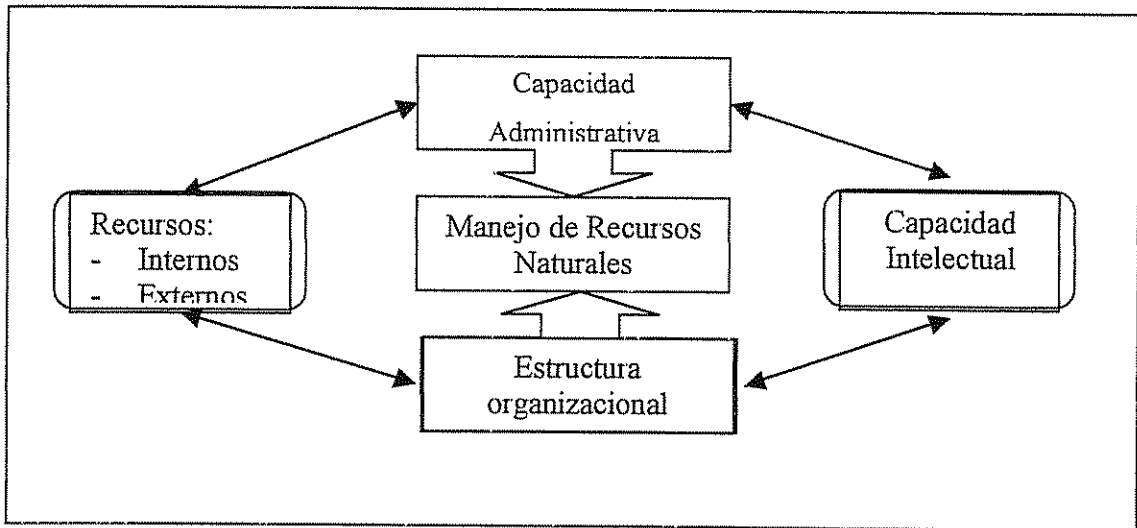 Capacidad
Administrativa
Recursos:
- Internos
- Externos
Manejo de Recursos
Naturales
Capacidad
Intelectual
Estructura
organizacional